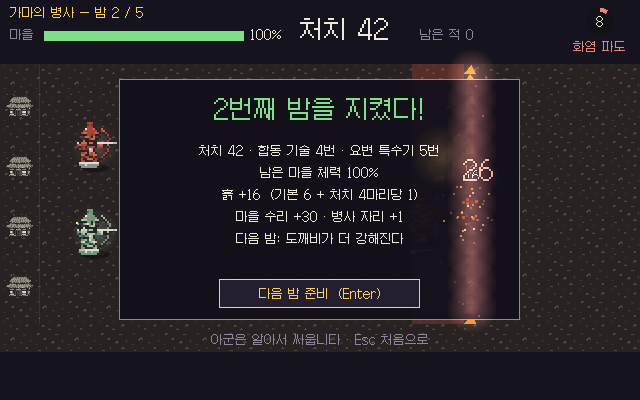 가마의 병사 – 밤 2 / 5
마을 100%
처치 42
남은 적 0
8
화염 파도
2번째 밤을 지켰다!
처치 42 · 합동 기술 4번 · 요변 특수기 5번
남은 마을 체력 100%
흙 +16 (기본 6 + 처치 4마리당 1)
마을 수리 +30 · 병사 자리 +1
다음 밤: 도깨비가 더 강해진다
26
다음 밤 준비 (Enter)
아군은 알아서 싸웁니다 · Esc 처음으로